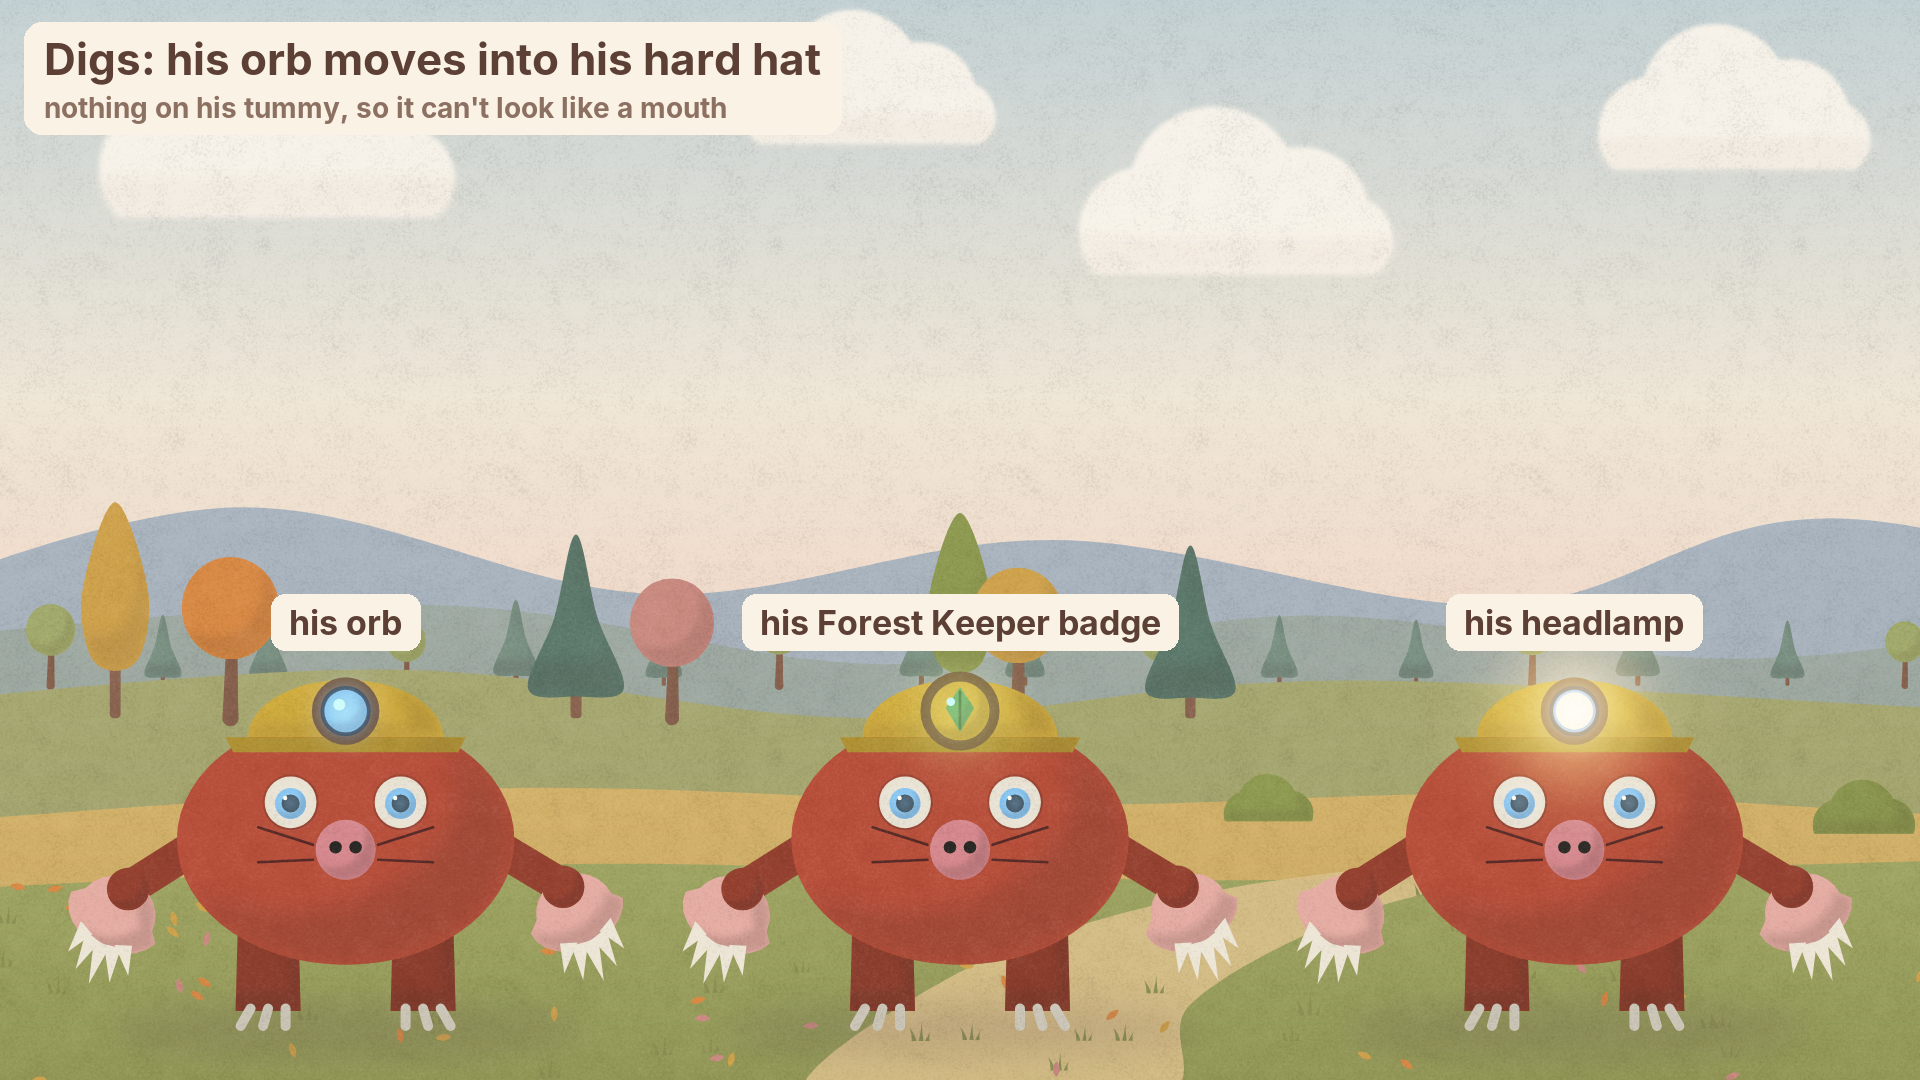 Digs: his orb moves into his hard hat
nothing on his tummy, so it can't look like a mouth
his orb
his Forest Keeper badge
his headlamp